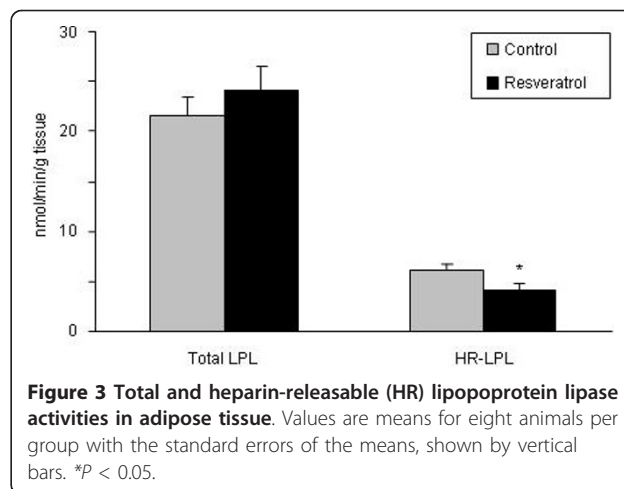 30
Control
Resveratrol
20
nmol/min/g tissue
10
*
0
Total LPL
HR-LPL
Figure 3 Total and heparin-releasable (HR) lipopoprotein lipase
activities in adipose tissue. Values are means for eight animals per
group with the standard errors of the means, shown by vertical
bars. *P < 0.05.